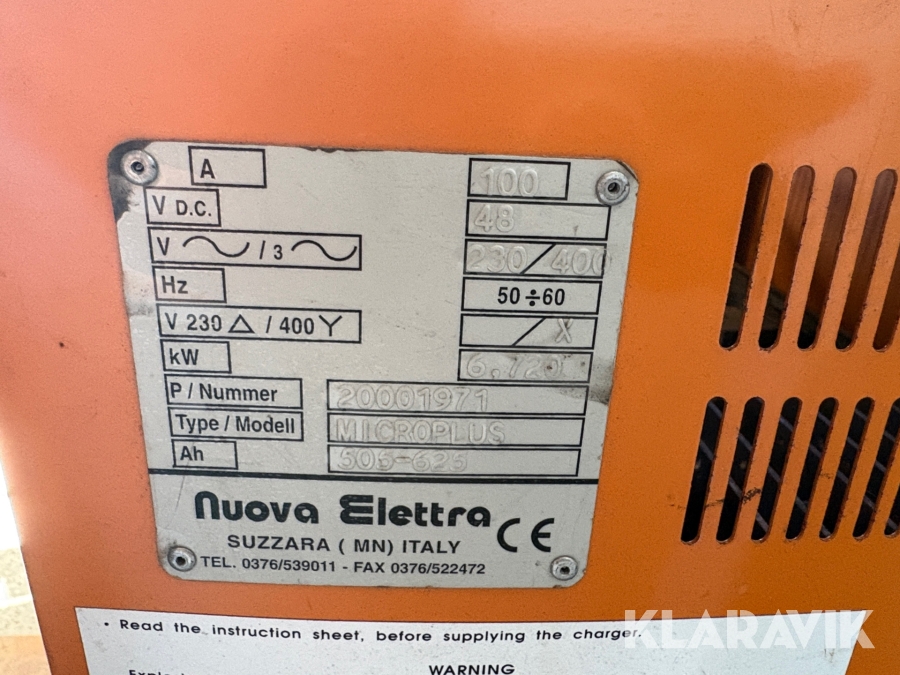 A 100
V D.C. 48
V ~ / 3 ~ 230/400
Hz 50÷60
V 230 △ / 400 Y / X
kW 6,720
P / Nummer 20001971
Type / Modell MICROPLUS
Ah 505-625
Nuova Elettra CE
SUZZARA ( MN) ITALY
TEL. 0376/539011 - FAX 0376/522472
• Read the instruction sheet, before supplying the charger.
WARNING
KLARAVIK